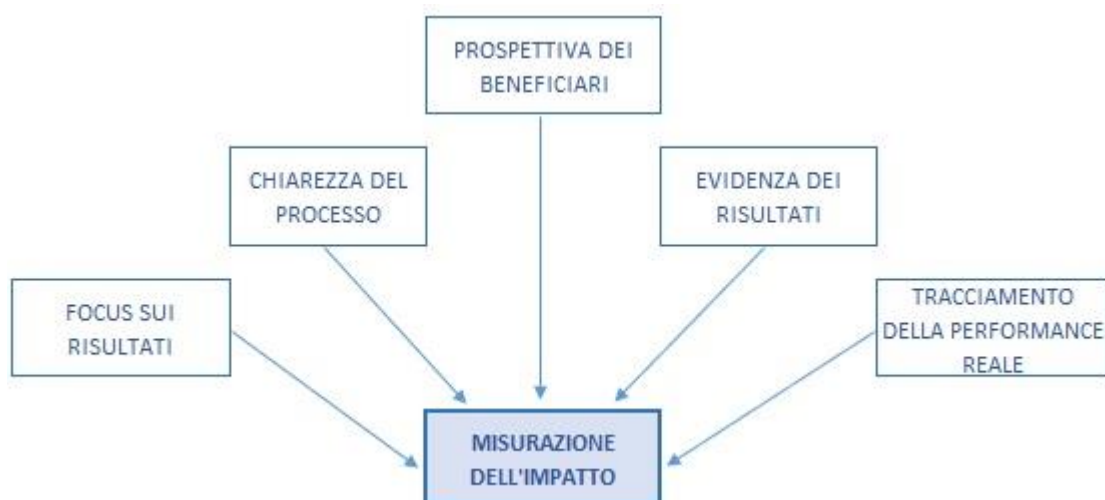 PROSPETTIVA DEI
BENEFICIARI
CHIAREZZA DEL
PROCESSO
EVIDENZA DEI
RISULTATI
FOCUS SUI
RISULTATI
TRACCIAMENTO
DELLA PERFORMANCE
REALE
MISURAZIONE
DELL'IMPATTO